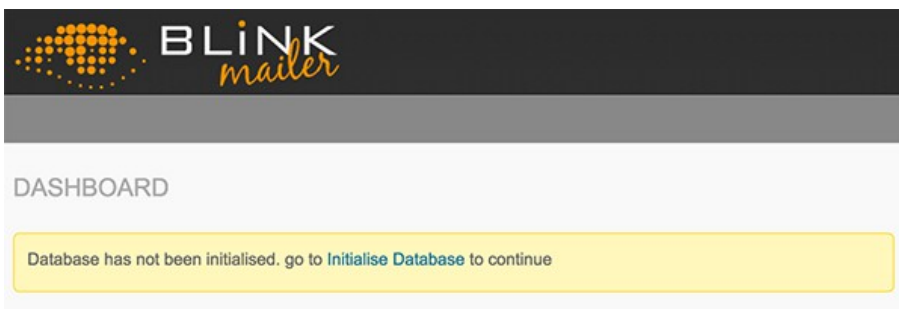 BLiNK
mailer
DASHBOARD
Database has not been initialised. go to Initialise Database to continue